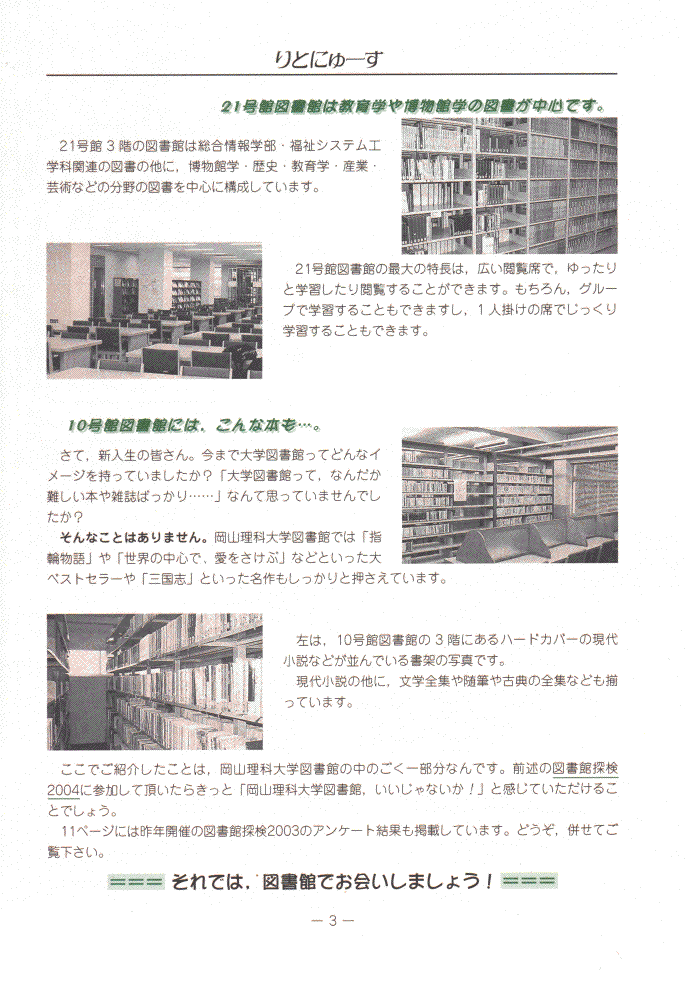 りとにゅーす
21号館図書館は教育学や博物館学の図書が中心です。
21号館3階の図書館は総合情報学部・福祉システム工
学科関連の図書の他に，博物館学・歴史・教育学・産業・
芸術などの分野の図書を中心に構成しています。
21号館図書館の最大の特長は，広い閲覧席で，ゆったり
と学習したり閲覧することができます。もちろん，グルー
プで学習することもできますし，1人掛けの席でじっくり
学習することもできます。
10号館図書館には，こんな本も…。
さて，新入生の皆さん。今まで大学図書館ってどんなイ
メージを持っていましたか？「大学図書館って，なんだか
難しい本や雑誌ばっかり……」なんて思っていませんでし
たか？
そんなことはありません。岡山理科大学図書館では「指
輪物語」や「世界の中心で，愛をさけぶ」などといった大
ベストセラーや「三国志」といった名作もしっかりと押さえています。
左は，10号館図書館の3階にあるハードカバーの現代
小説などが並んでいる書架の写真です。
現代小説の他に，文学全集や随筆や古典の全集なども揃
っています。
ここでご紹介したことは，岡山理科大学図書館の中のごく一部分なんです。前述の図書館探検
2004に参加して頂いたらきっと「岡山理科大学図書館，いいじゃないか！」と感じていただけるこ
とでしょう。
11ページには昨年開催の図書館探検2003のアンケート結果も掲載しています。どうぞ，併せてご
覧下さい。
＝＝＝ それでは，図書館でお会いしましょう！ ＝＝＝
― 3 ―